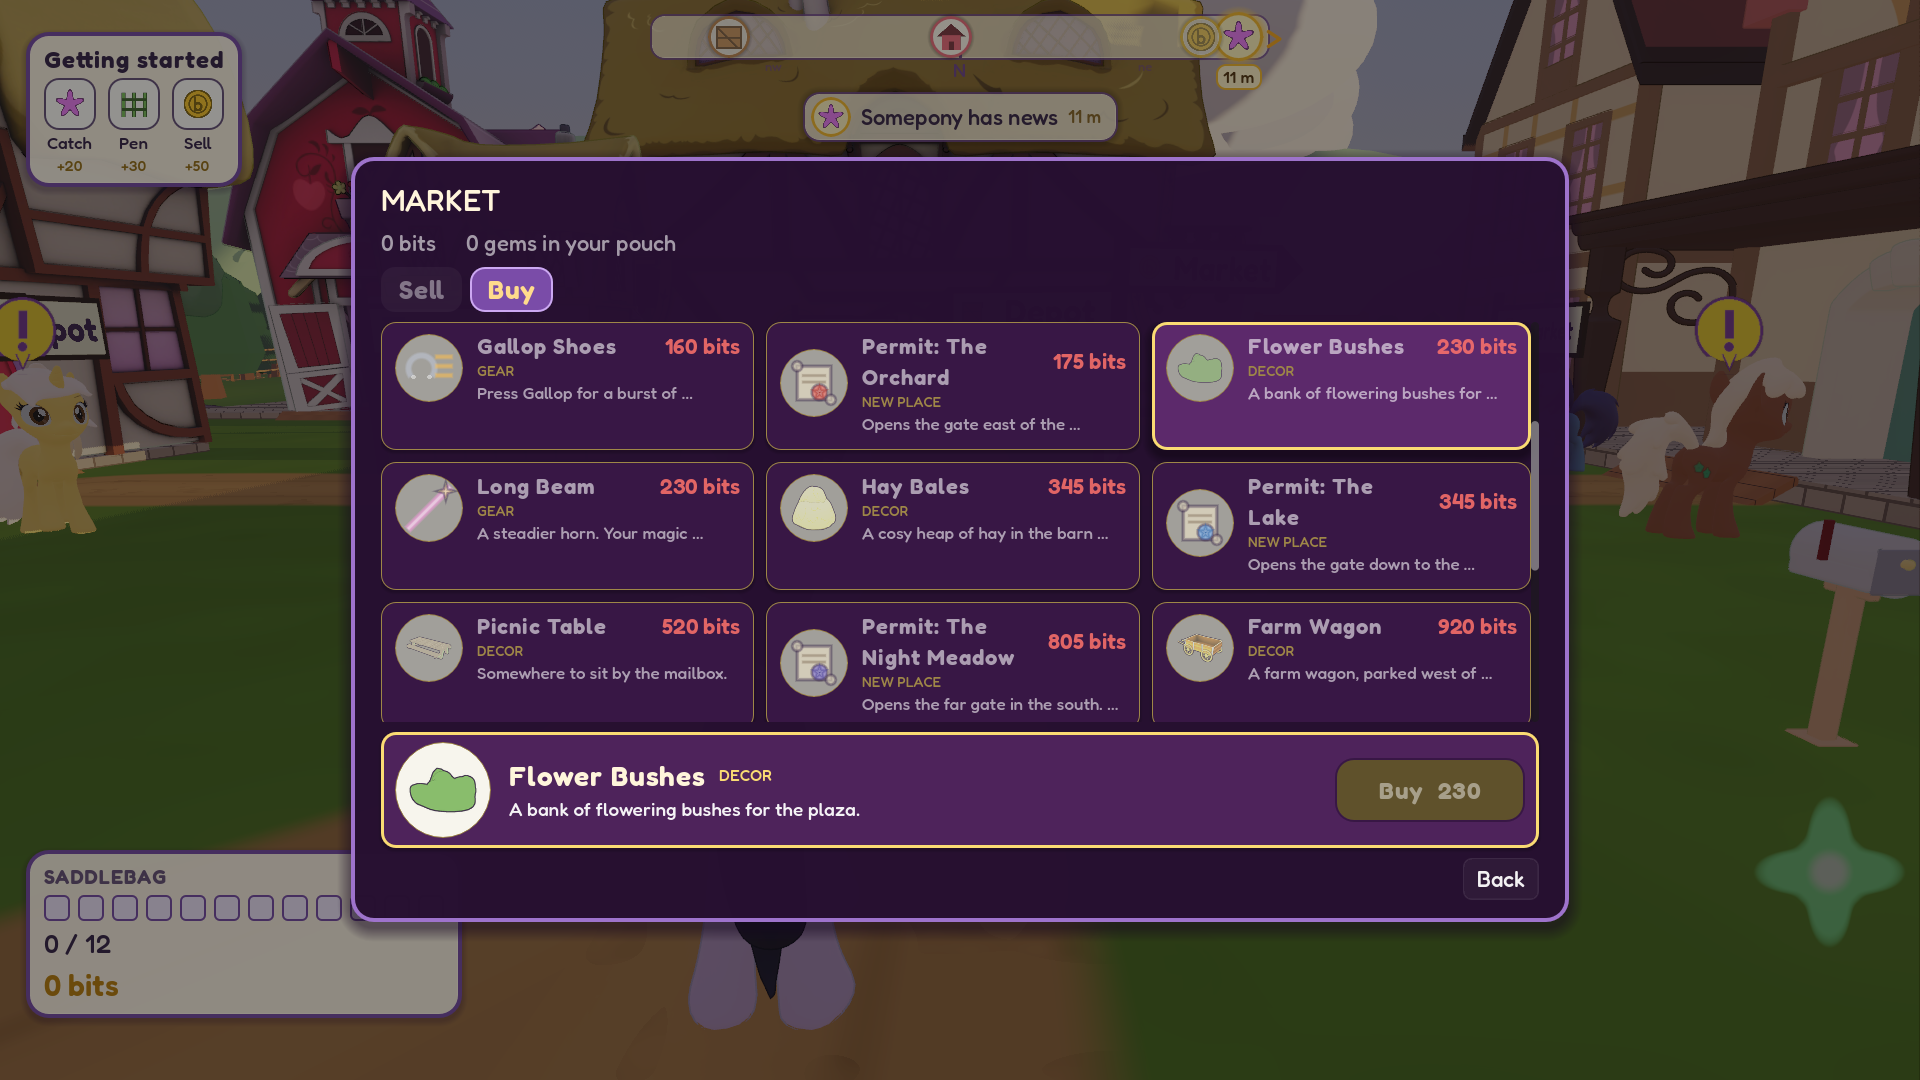 Getting started
Catch
Pen
Sell
+20
+30
+50
N
11 m
Somepony has news 11 m
MARKET
0 bits 0 gems in your pouch
Sell
Buy
Gallop Shoes 160 bits
GEAR
Press Gallop for a burst of ...
Permit: The
Orchard
175 bits
NEW PLACE
Opens the gate east of the ...
Flower Bushes 230 bits
DECOR
A bank of flowering bushes for ...
Long Beam 230 bits
GEAR
A steadier horn. Your magic ...
Hay Bales 345 bits
DECOR
A cosy heap of hay in the barn ...
Permit: The
Lake
345 bits
NEW PLACE
Opens the gate down to the ...
Picnic Table 520 bits
DECOR
Somewhere to sit by the mailbox.
Permit: The
Night Meadow
805 bits
NEW PLACE
Opens the far gate in the south. ...
Farm Wagon 920 bits
DECOR
A farm wagon, parked west of ...
Flower Bushes DECOR
A bank of flowering bushes for the plaza.
Buy 230
Back
SADDLEBAG
0 / 12
0 bits